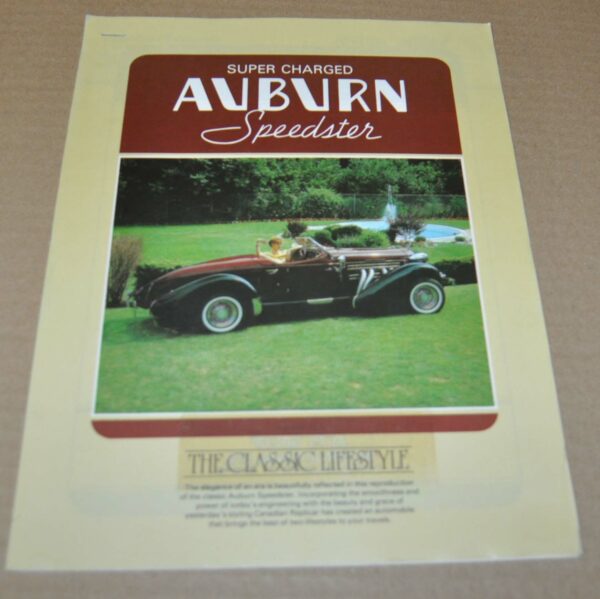 SUPER CHARGED
AUBURN
Speedster
THE CLASSIC LIFESTYLE
The elegance of an era is beautifully reflected in this reproduction
of the classic Auburn Speedster. Incorporating the smoothness and
power of today's engineering with the beauty and grace of
yesterday's styling Canadian Replicar has created an automobile
that brings the best of two lifestyles to your travels.